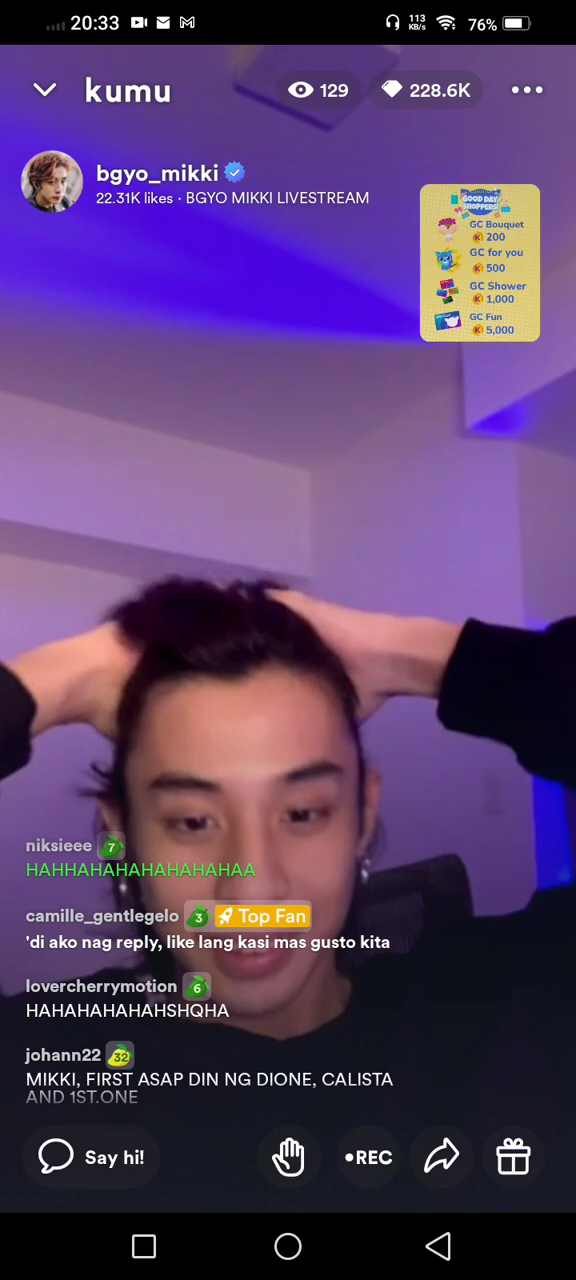 20:33
113
KB/s
76%
kumu
129
228.6K
bgyo_mikki
22.31K likes · BGYO MIKKI LIVESTREAM
GOOD DAY
SHOPPERS!
GC Bouquet
K 200
GC for you
K 500
GC Shower
K 1,000
GC Fun
K 5,000
niksieee 7
HAHHAHAHAHAHAHAHAA
camille_gentlegelo 3 Top Fan
'di ako nag reply, like lang kasi mas gusto kita
lovercherrymotion 6
HAHAHAHAHAHSHQHA
johann22 32
MIKKI, FIRST ASAP DIN NG DIONE, CALISTA
AND 1ST.ONE
Say hi!
•REC